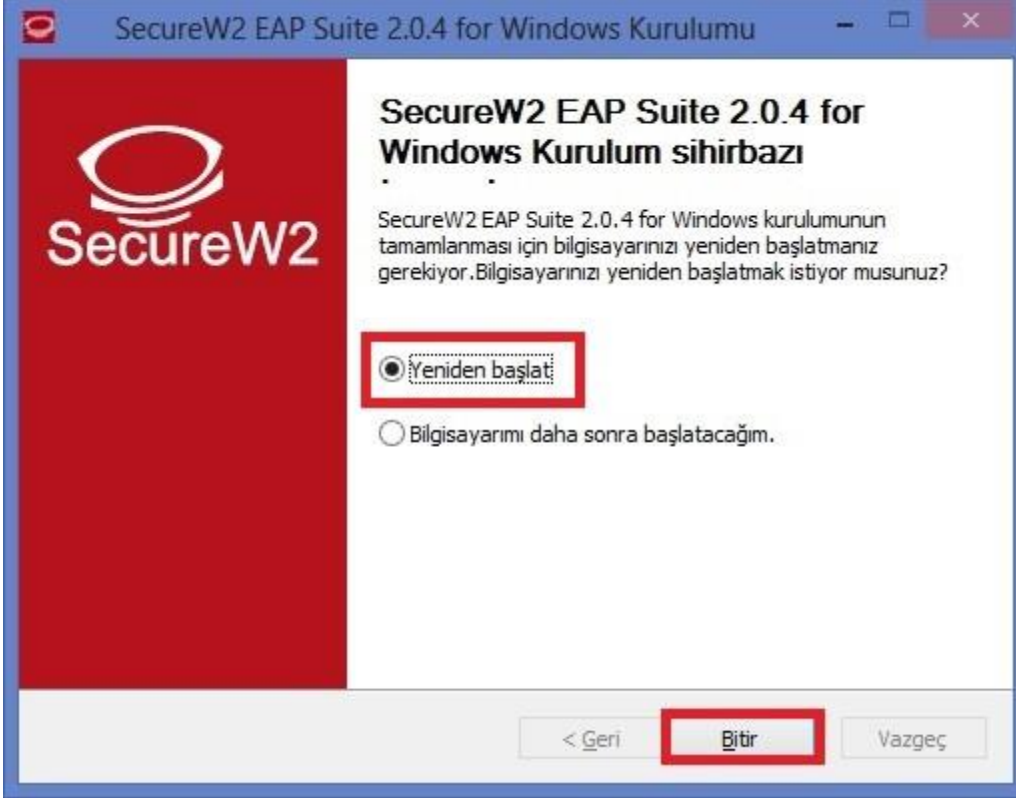 SecureW2 EAP Suite 2.0.4 for Windows Kurulumu
SecureW2
SecureW2 EAP Suite 2.0.4 for
Windows Kurulum sihirbazı
SecureW2 EAP Suite 2.0.4 for Windows kurulumunun
tamamlanması için bilgisayarınızı yeniden başlatmanız
gerekiyor.Bilgisayarınızı yeniden başlatmak istiyor musunuz?
Yeniden başlat
Bilgisayarımı daha sonra başlatacağım.
< Geri
Bitir
Vazgeç